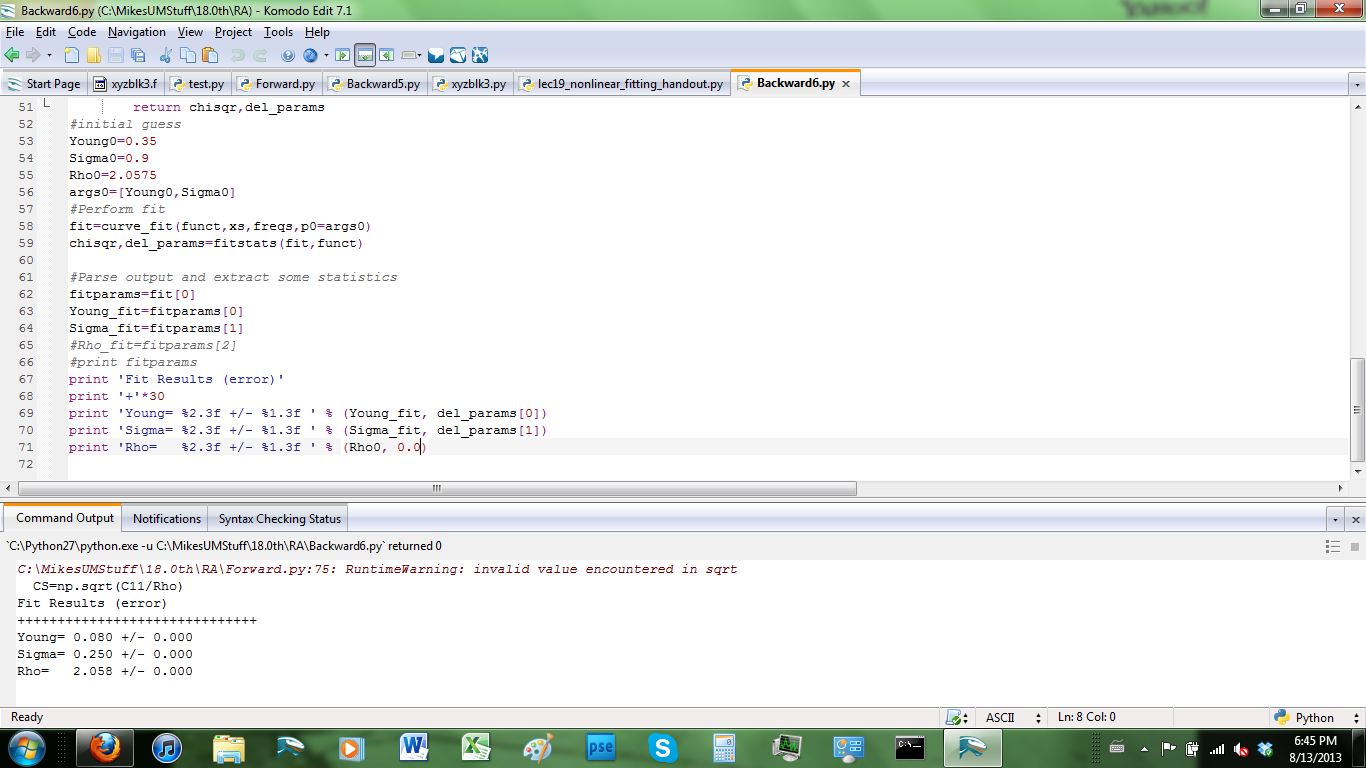 Backward6.py (C:\MikesUMStuff\18.0th\RA) - Komodo Edit 7.1
File Edit Code Navigation View Project Tools Help
Start Page xyzblk3.f test.py Forward.py Backward5.py xyzblk3.py lec19_nonlinear_fitting_handout.py Backward6.py
51 return chisqr,del_params
52 #initial guess
53 Young0=0.35
54 Sigma0=0.9
55 Rho0=2.0575
56 args0=[Young0,Sigma0]
57 #Perform fit
58 fit=curve_fit(funct,xs,freqs,p0=args0)
59 chisqr,del_params=fitstats(fit,funct)
60
61 #Parse output and extract some statistics
62 fitparams=fit[0]
63 Young_fit=fitparams[0]
64 Sigma_fit=fitparams[1]
65 #Rho_fit=fitparams[2]
66 #print fitparams
67 print 'Fit Results (error)'
68 print '+'*30
69 print 'Young= %2.3f +/- %1.3f ' % (Young_fit, del_params[0])
70 print 'Sigma= %2.3f +/- %1.3f ' % (Sigma_fit, del_params[1])
71 print 'Rho=   %2.3f +/- %1.3f ' % (Rho0, 0.0)
72
Command Output Notifications Syntax Checking Status
`C:\Python27\python.exe -u C:\MikesUMStuff\18.0th\RA\Backward6.py` returned 0
C:\MikesUMStuff\18.0th\RA\Forward.py:75: RuntimeWarning: invalid value encountered in sqrt
CS=np.sqrt(C11/Rho)
Fit Results (error)
++++++++++++++++++++++++++++++
Young= 0.080 +/- 0.000
Sigma= 0.250 +/- 0.000
Rho=   2.058 +/- 0.000
Ready ASCII Ln: 8 Col: 0 Python
pse
6:45 PM
8/13/2013